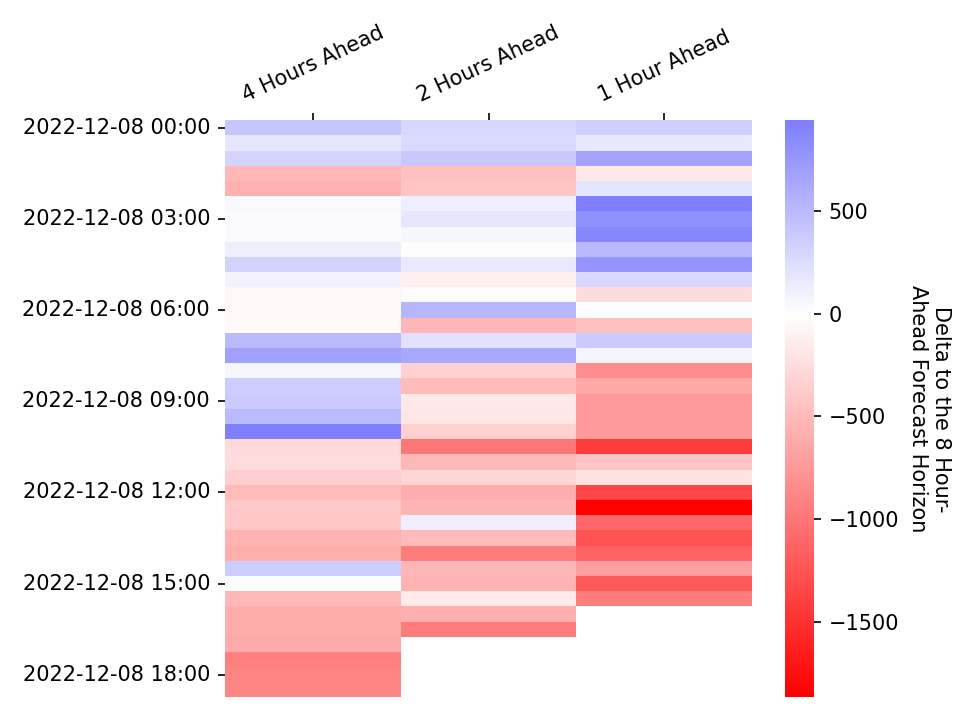 4 Hours Ahead
2 Hours Ahead
1 Hour Ahead
2022-12-08 00:00
2022-12-08 03:00
2022-12-08 06:00
2022-12-08 09:00
2022-12-08 12:00
2022-12-08 15:00
2022-12-08 18:00
500
0
−500
−1000
−1500
Delta to the 8 Hour-
Ahead Forecast Horizon